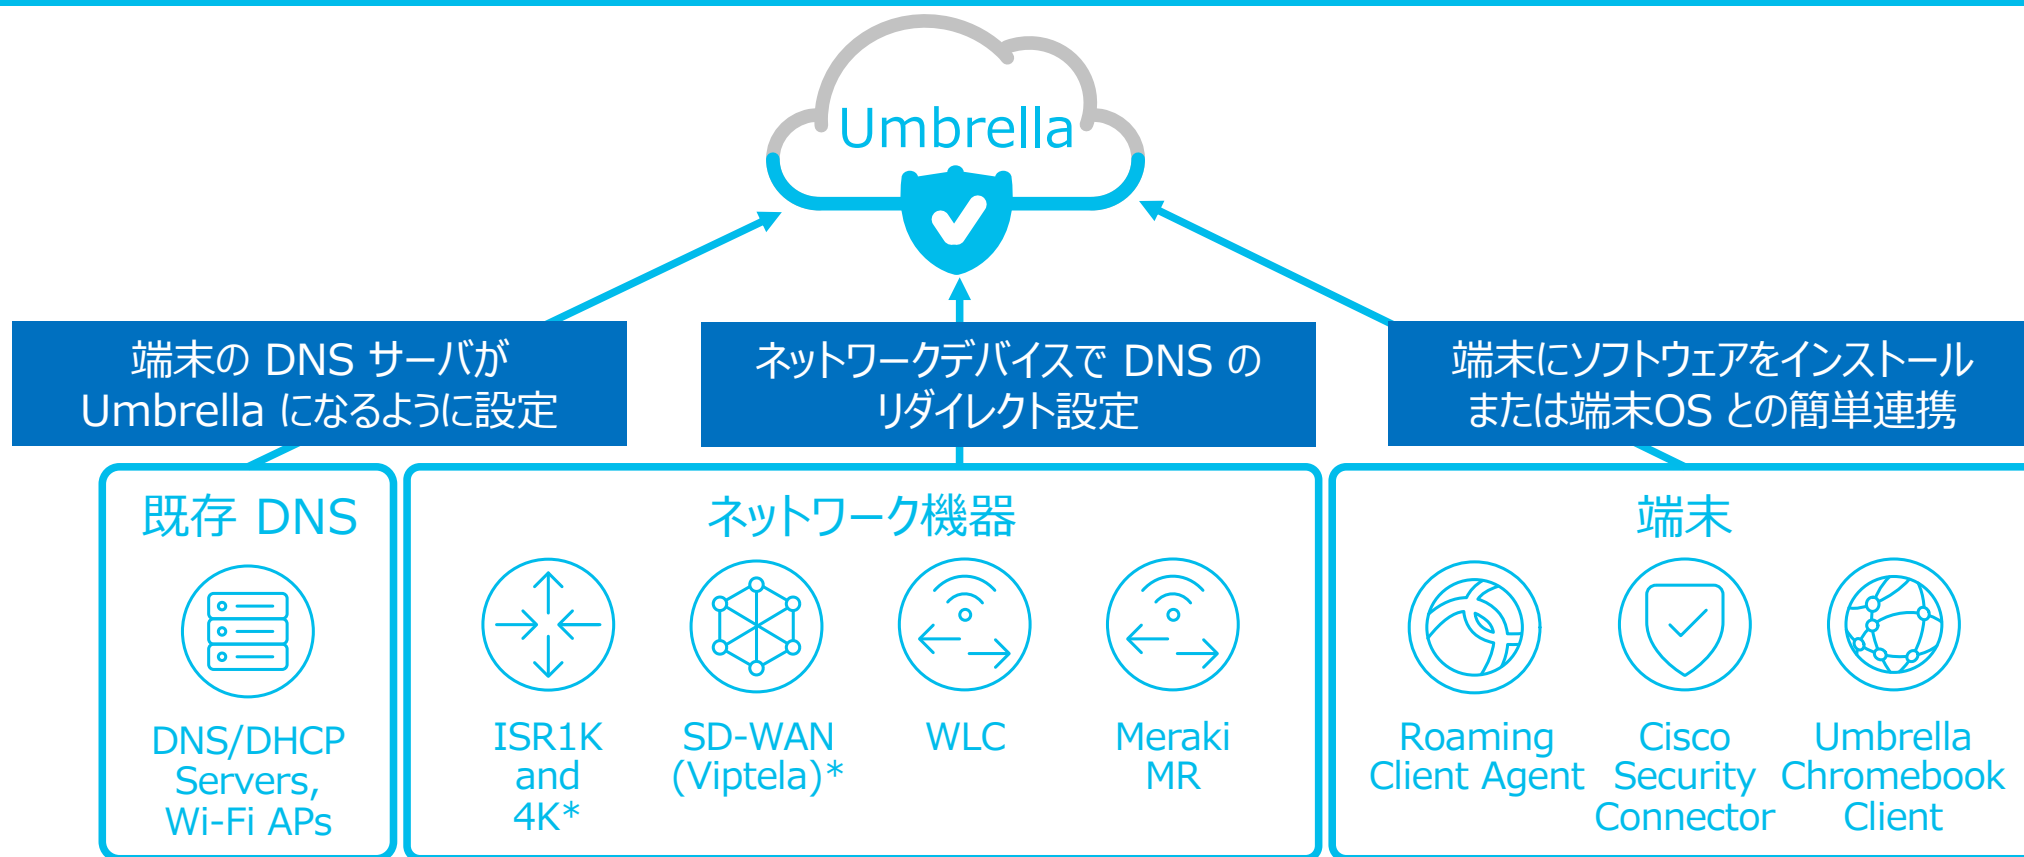 Umbrella
端末の DNS サーバが
Umbrella になるように設定
ネットワークデバイスで DNS の
リダイレクト設定
端末にソフトウェアをインストール
または端末OS との簡単連携
既存 DNS
DNS/DHCP
Servers,
Wi-Fi APs
ネットワーク機器
ISR1K
and
4K*
SD-WAN
(Viptela)*
WLC
Meraki
MR
端末
Roaming
Client Agent
Cisco
Security
Connector
Umbrella
Chromebook
Client